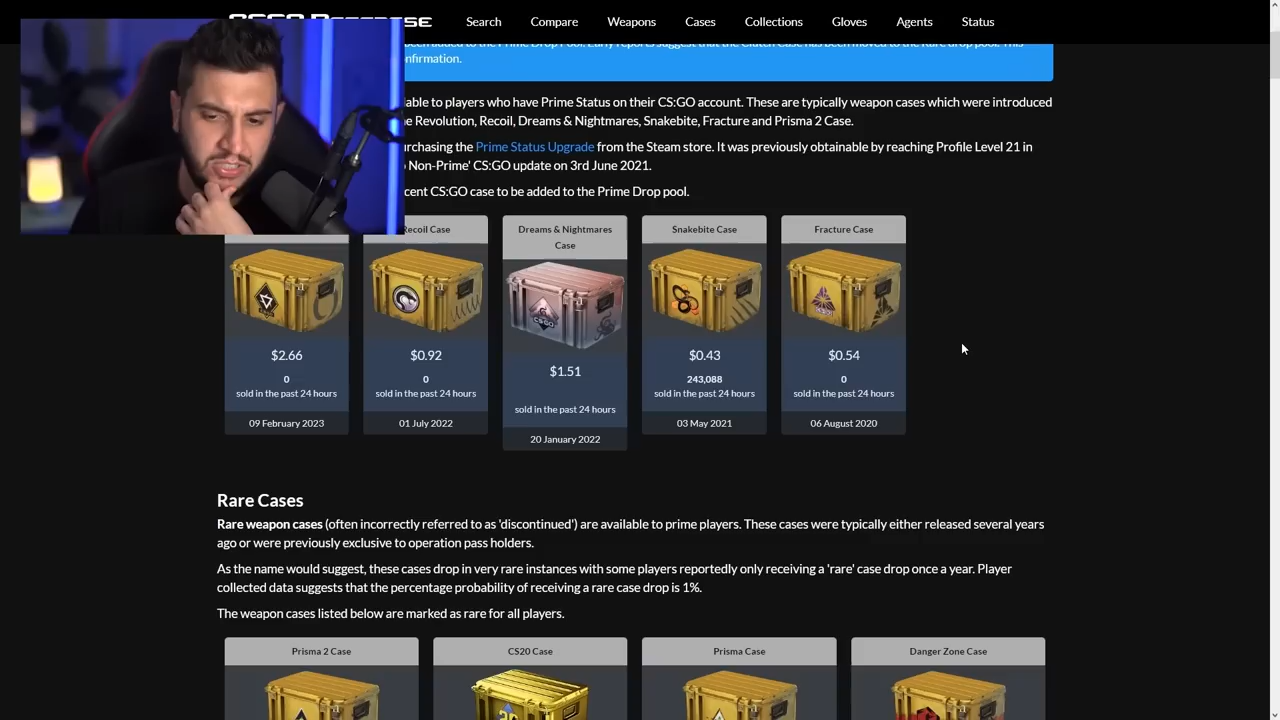 Search Compare Weapons Cases Collections Gloves Agents Status
been added to the Prime Drop Pool. Early reports suggest that the Clutch Case has been moved to the Rare drop pool. This
nfirmation.
able to players who have Prime Status on their CS:GO account. These are typically weapon cases which were introduced
e Revolution, Recoil, Dreams & Nightmares, Snakebite, Fracture and Prisma 2 Case.
urchasing the Prime Status Upgrade from the Steam store. It was previously obtainable by reaching Profile Level 21 in
Non-Prime' CS:GO update on 3rd June 2021.
cent CS:GO case to be added to the Prime Drop pool.
Recoil Case
Dreams & Nightmares
Case
Snakebite Case
Fracture Case
$2.66
0
sold in the past 24 hours
09 February 2023
$0.92
0
sold in the past 24 hours
01 July 2022
$1.51
sold in the past 24 hours
20 January 2022
$0.43
243,088
sold in the past 24 hours
03 May 2021
$0.54
0
sold in the past 24 hours
06 August 2020
Rare Cases
Rare weapon cases (often incorrectly referred to as 'discontinued') are available to prime players. These cases were typically either released several years
ago or were previously exclusive to operation pass holders.
As the name would suggest, these cases drop in very rare instances with some players reportedly only receiving a 'rare' case drop once a year. Player
collected data suggests that the percentage probability of receiving a rare case drop is 1%.
The weapon cases listed below are marked as rare for all players.
Prisma 2 Case
CS20 Case
Prisma Case
Danger Zone Case